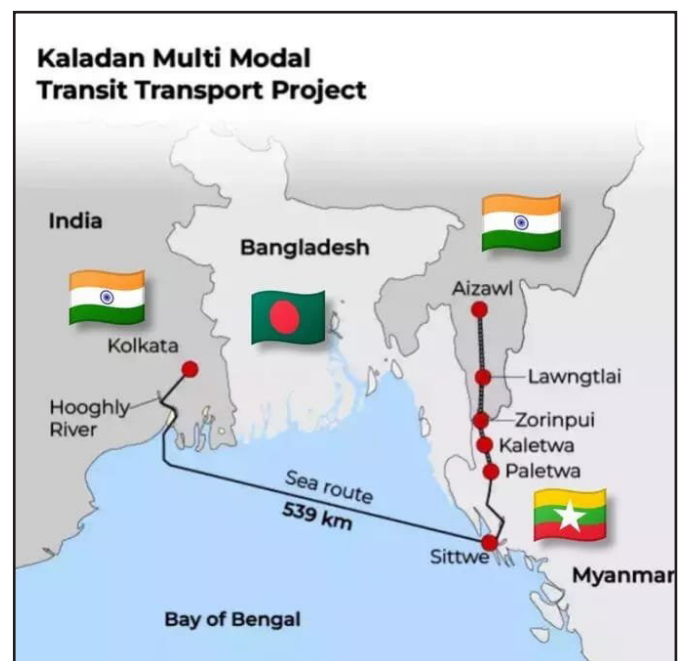 Kaladan Multi Modal
Transit Transport Project
India
Bangladesh
Aizawl
Kolkata
Lawngtlai
Hooghly
River
Zorinpui
Kaletwa
Paletwa
Sea route
539 km
Sittwe
Myanmar
Bay of Bengal